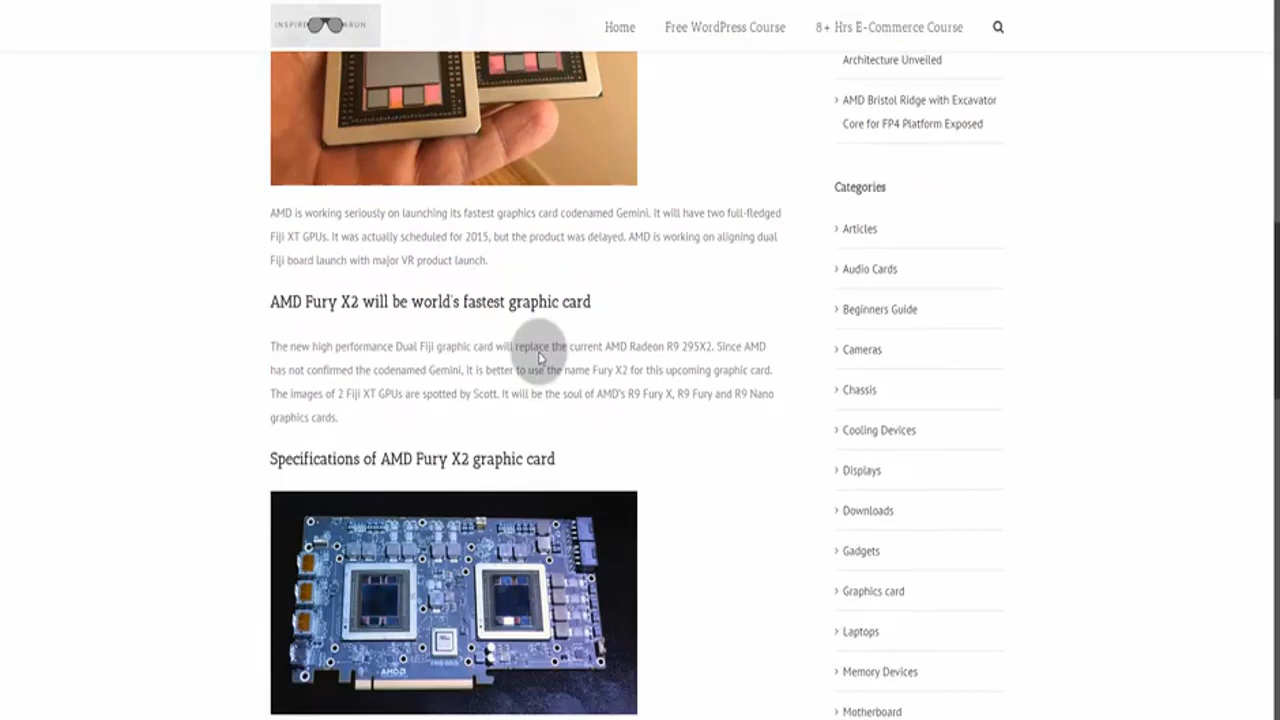 INSPIRE ARUN
Home
Free WordPress Course
8+ Hrs E-Commerce Course
AMD is working seriously on launching its fastest graphics card codenamed Gemini. It will have two full-fledged
Fiji XT GPUs. It was actually scheduled for 2015, but the product was delayed. AMD is working on aligning dual
Fiji board launch with major VR product launch.
AMD Fury X2 will be world's fastest graphic card
The new high performance Dual Fiji graphic card will replace the current AMD Radeon R9 295X2. Since AMD
has not confirmed the codenamed Gemini, it is better to use the name Fury X2 for this upcoming graphic card.
The images of 2 Fiji XT GPUs are spotted by Scott. It will be the soul of AMD's R9 Fury X, R9 Fury and R9 Nano
graphics cards.
Specifications of AMD Fury X2 graphic card
AMD
Architecture Unveiled
AMD Bristol Ridge with Excavator
Core for FP4 Platform Exposed
Categories
Articles
Audio Cards
Beginners Guide
Cameras
Chassis
Cooling Devices
Displays
Downloads
Gadgets
Graphics card
Laptops
Memory Devices
Motherboard